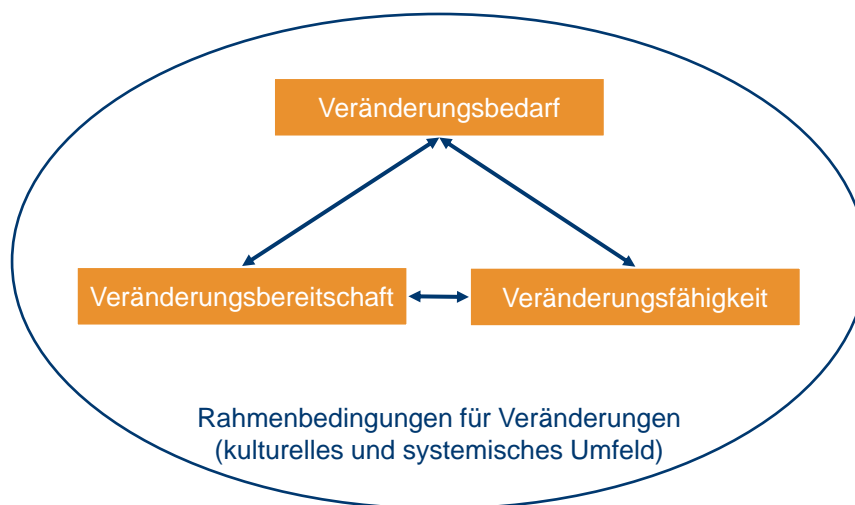 Veränderungsbedarf
Veränderungsbereitschaft
Veränderungsfähigkeit
Rahmenbedingungen für Veränderungen
(kulturelles und systemisches Umfeld)